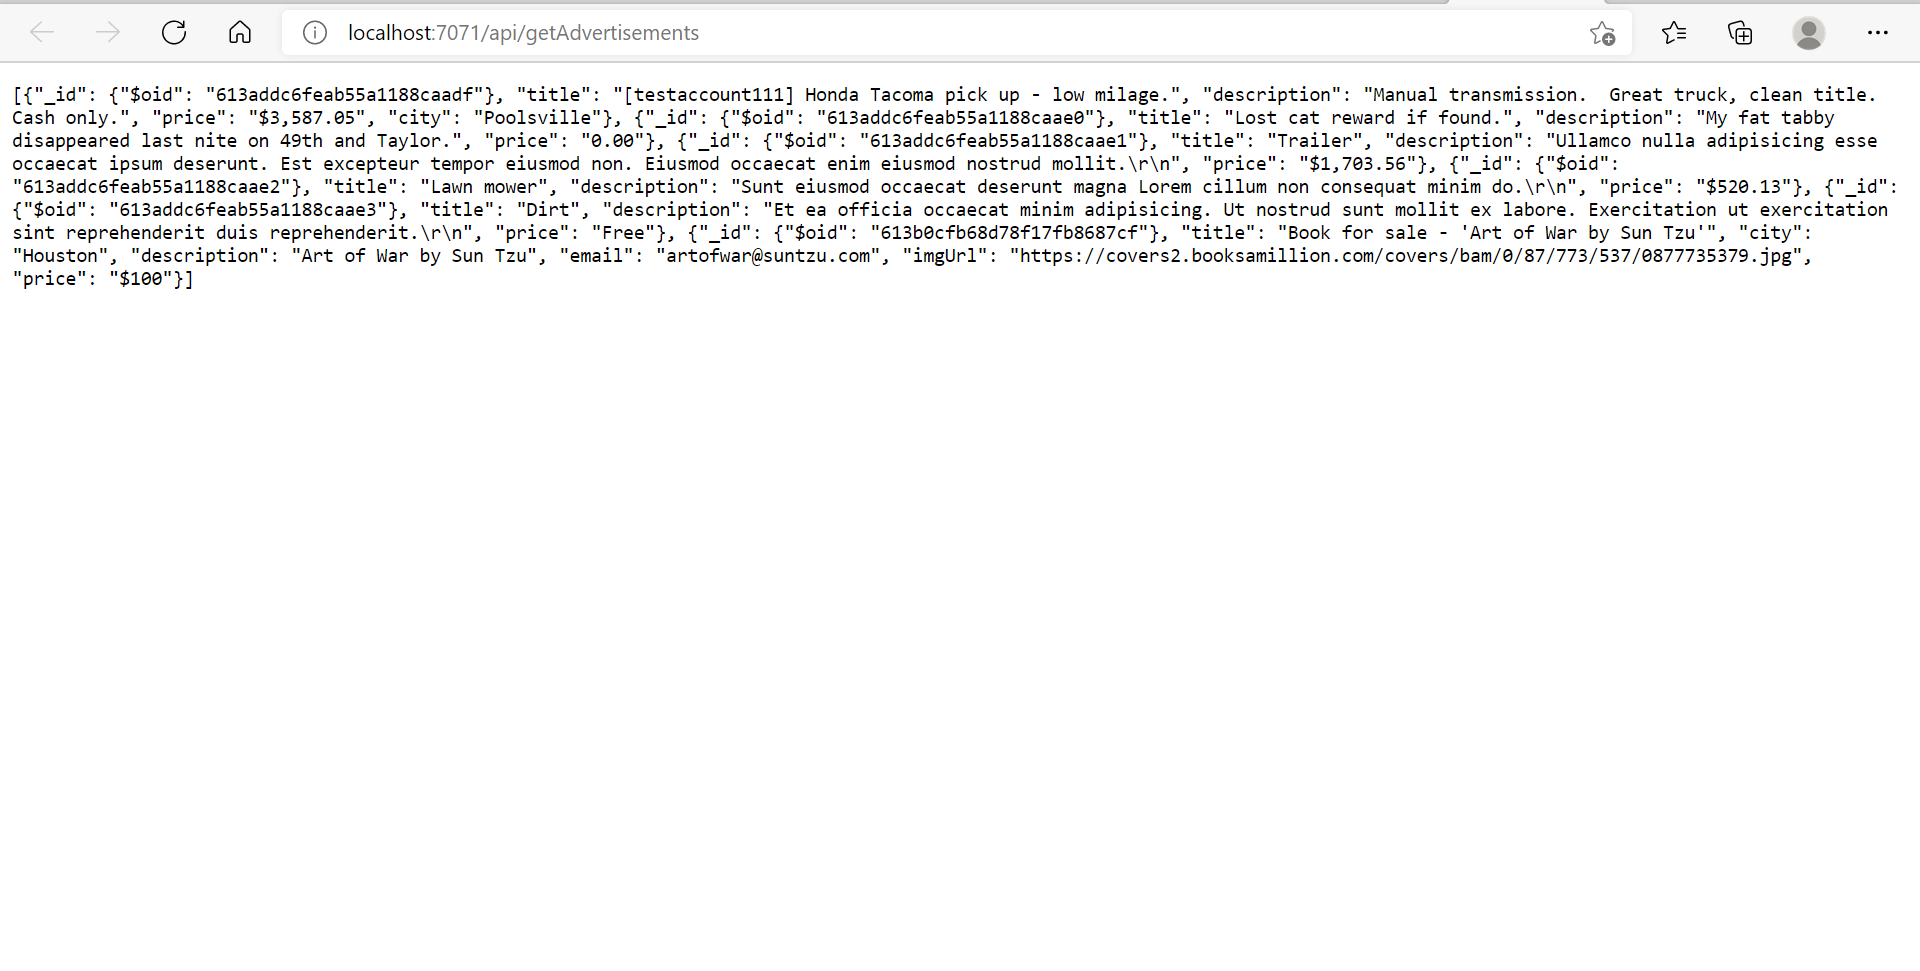 localhost:7071/api/getAdvertisements
[{"_id": {"$oid": "613addc6feab55a1188caadf"}, "title": "[testaccount111] Honda Tacoma pick up - low milage.", "description": "Manual transmission.  Great truck, clean title.
Cash only.", "price": "$3,587.05", "city": "Poolsville"}, {"_id": {"$oid": "613addc6feab55a1188caae0"}, "title": "Lost cat reward if found.", "description": "My fat tabby
disappeared last nite on 49th and Taylor.", "price": "0.00"}, {"_id": {"$oid": "613addc6feab55a1188caae1"}, "title": "Trailer", "description": "Ullamco nulla adipisicing esse
occaecat ipsum deserunt. Est excepteur tempor eiusmod non. Eiusmod occaecat enim eiusmod nostrud mollit.\r\n", "price": "$1,703.56"}, {"_id": {"$oid":
"613addc6feab55a1188caae2"}, "title": "Lawn mower", "description": "Sunt eiusmod occaecat deserunt magna Lorem cillum non consequat minim do.\r\n", "price": "$520.13"}, {"_id":
{"$oid": "613addc6feab55a1188caae3"}, "title": "Dirt", "description": "Et ea officia occaecat minim adipisicing. Ut nostrud sunt mollit ex labore. Exercitation ut exercitation
sint reprehenderit duis reprehenderit.\r\n", "price": "Free"}, {"_id": {"$oid": "613b0cfb68d78f17fb8687cf"}, "title": "Book for sale - 'Art of War by Sun Tzu'", "city":
"Houston", "description": "Art of War by Sun Tzu", "email": "artofwar@suntzu.com", "imgUrl": "https://covers2.booksamillion.com/covers/bam/0/87/773/537/0877735379.jpg",
"price": "$100"}]